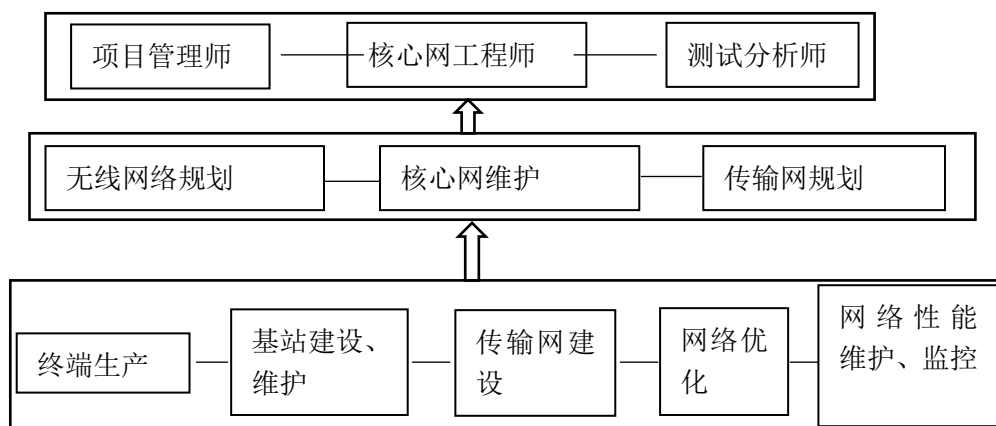 项目管理师
核心网工程师
测试分析师
无线网络规划
核心网维护
传输网规划
终端生产
基站建设、
维护
传输网建
设
网络优
化
网络性能
维护、监控